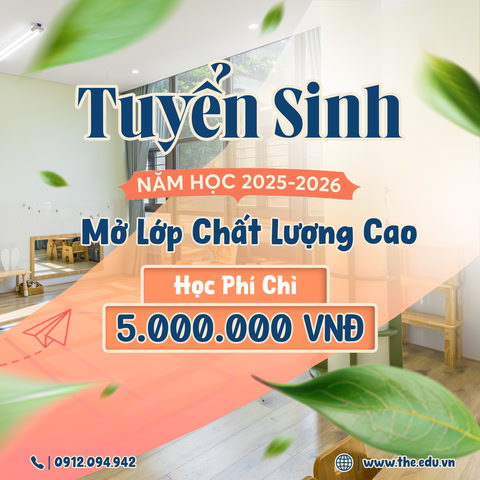 Tuyển Sinh
NĂM HỌC 2025-2026
Mở Lớp Chất Lượng Cao
Học Phí Chỉ
5.000.000 VNĐ
| 0912.094.942
| www.the.edu.vn